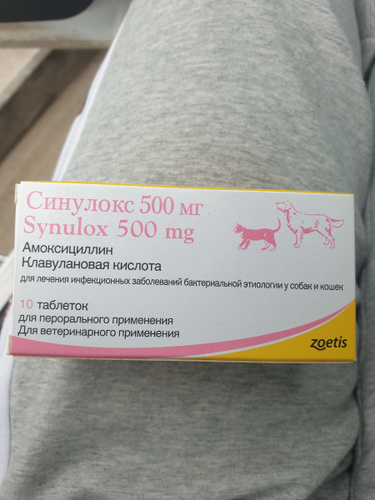 Синулокс 500 мг
Synulox 500 mg
Амоксициллин
Клавулановая кислота
для лечения инфекционных заболеваний бактериальной этиологии у собак и кошек
10 таблеток
для перорального применения
Для ветеринарного применения
zoetis